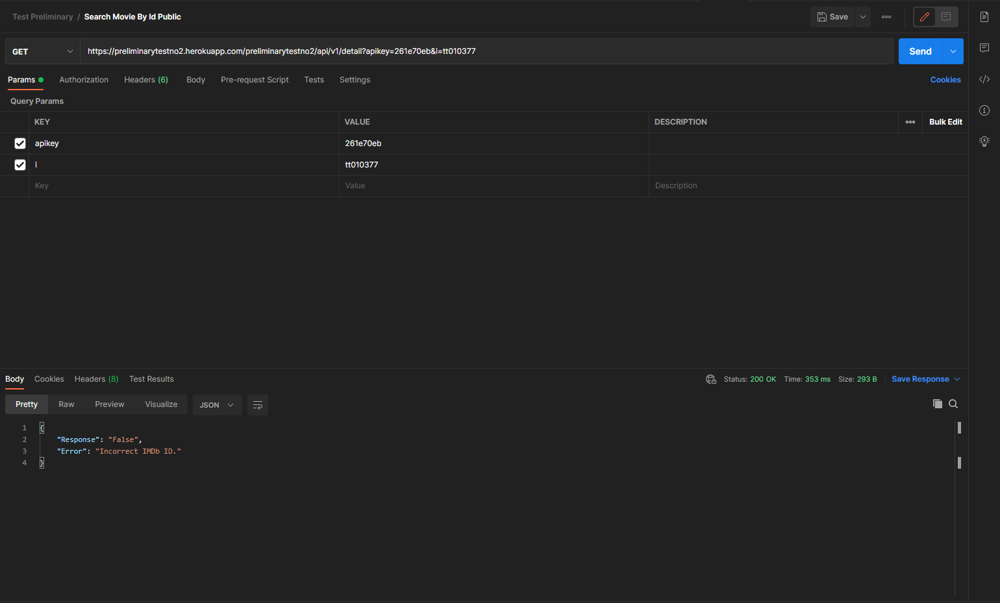 Test Preliminary / Search Movie By Id Public
Save
GET https://preliminarytestno2.herokuapp.com/preliminarytestno2/api/v1/detail?apikey=261e70eb&i=tt010377 Send
Params Authorization Headers (6) Body Pre-request Script Tests Settings Cookies
Query Params
KEY VALUE DESCRIPTION Bulk Edit
apikey 261e70eb
i tt010377
Key Value Description
Body Cookies Headers (8) Test Results Status: 200 OK Time: 353 ms Size: 293 B Save Response
Pretty Raw Preview Visualize JSON
1 {
2 "Response": "False",
3 "Error": "Incorrect IMDb ID."
4 }